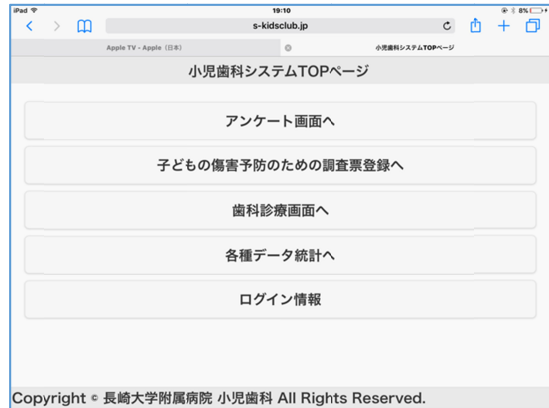 iPad 19:10 8%
s-kidsclub.jp
Apple TV - Apple（日本） 小児歯科システムTOPページ
小児歯科システムTOPページ
アンケート画面へ
子どもの傷害予防のための調査票登録へ
歯科診療画面へ
各種データ統計へ
ログイン情報
Copyright © 長崎大学附属病院 小児歯科 All Rights Reserved.